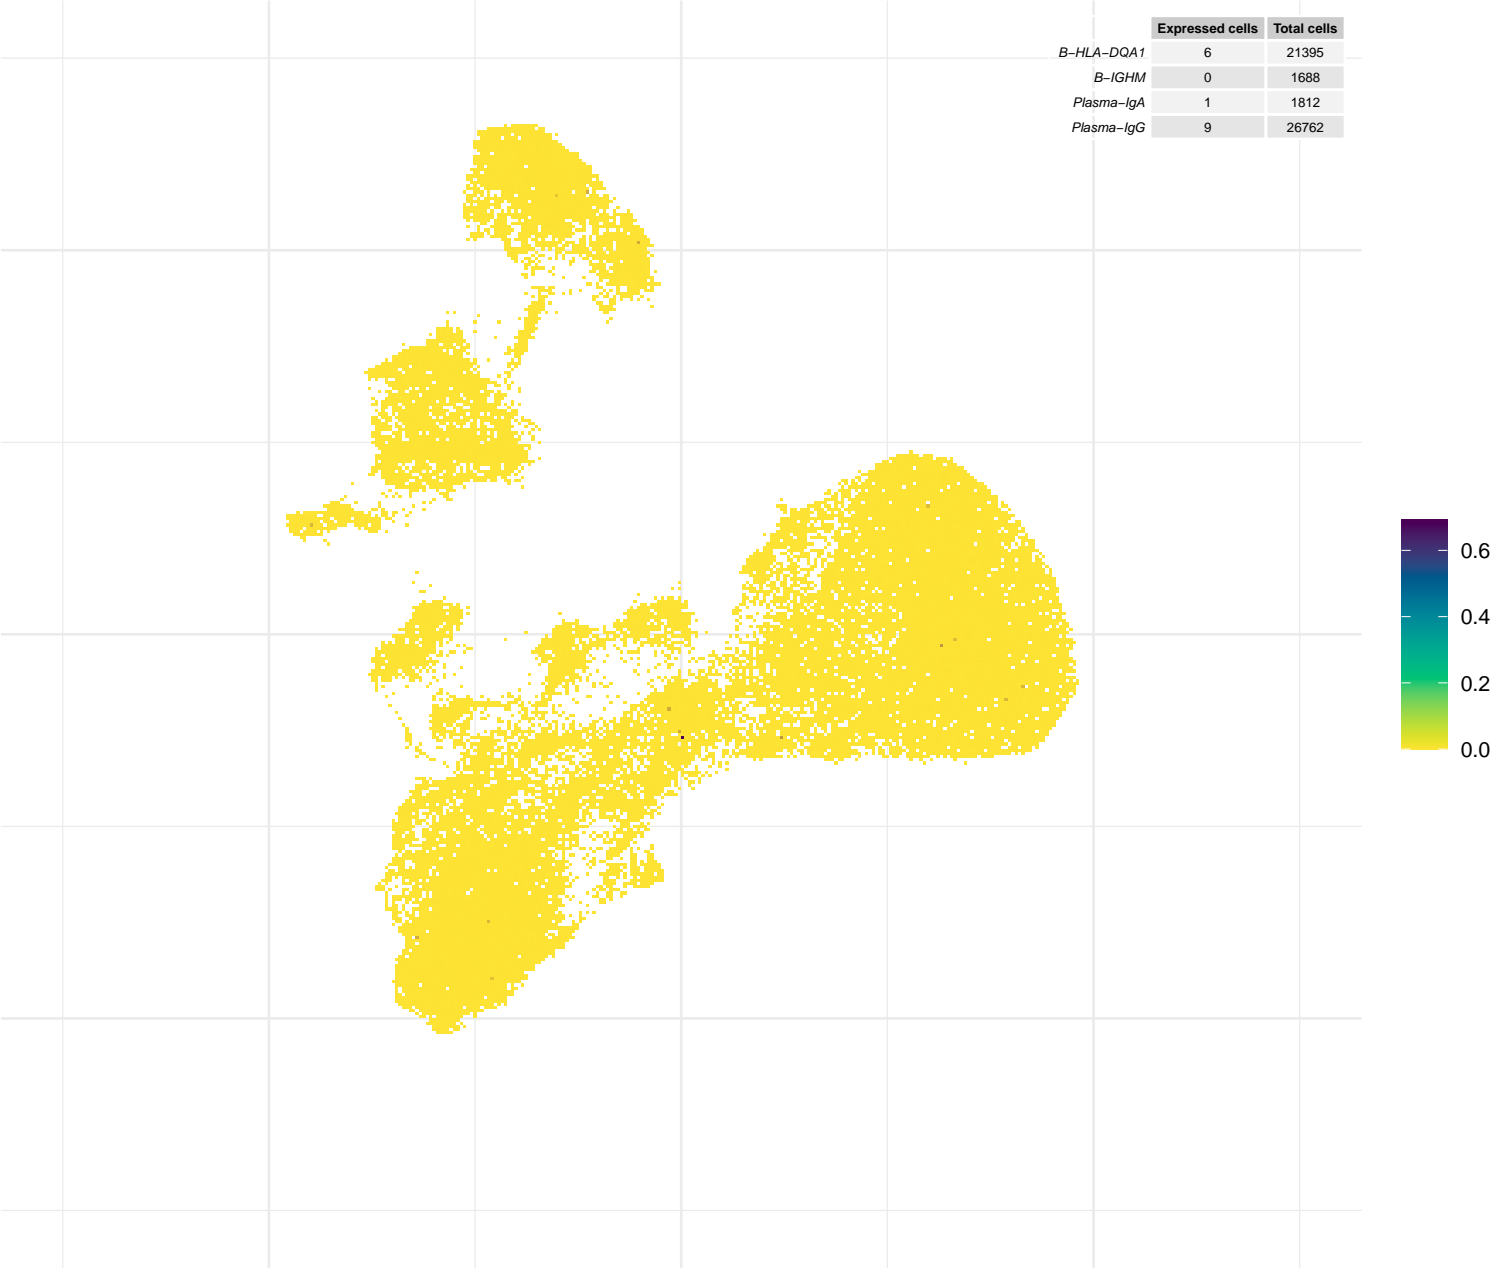 Expressed cells Total cells
B−HLA−DQA1 6 21395
B−IGHM 0 1688
Plasma−IgA 1 1812
Plasma−IgG 9 26762
0.6
0.4
0.2
0.0